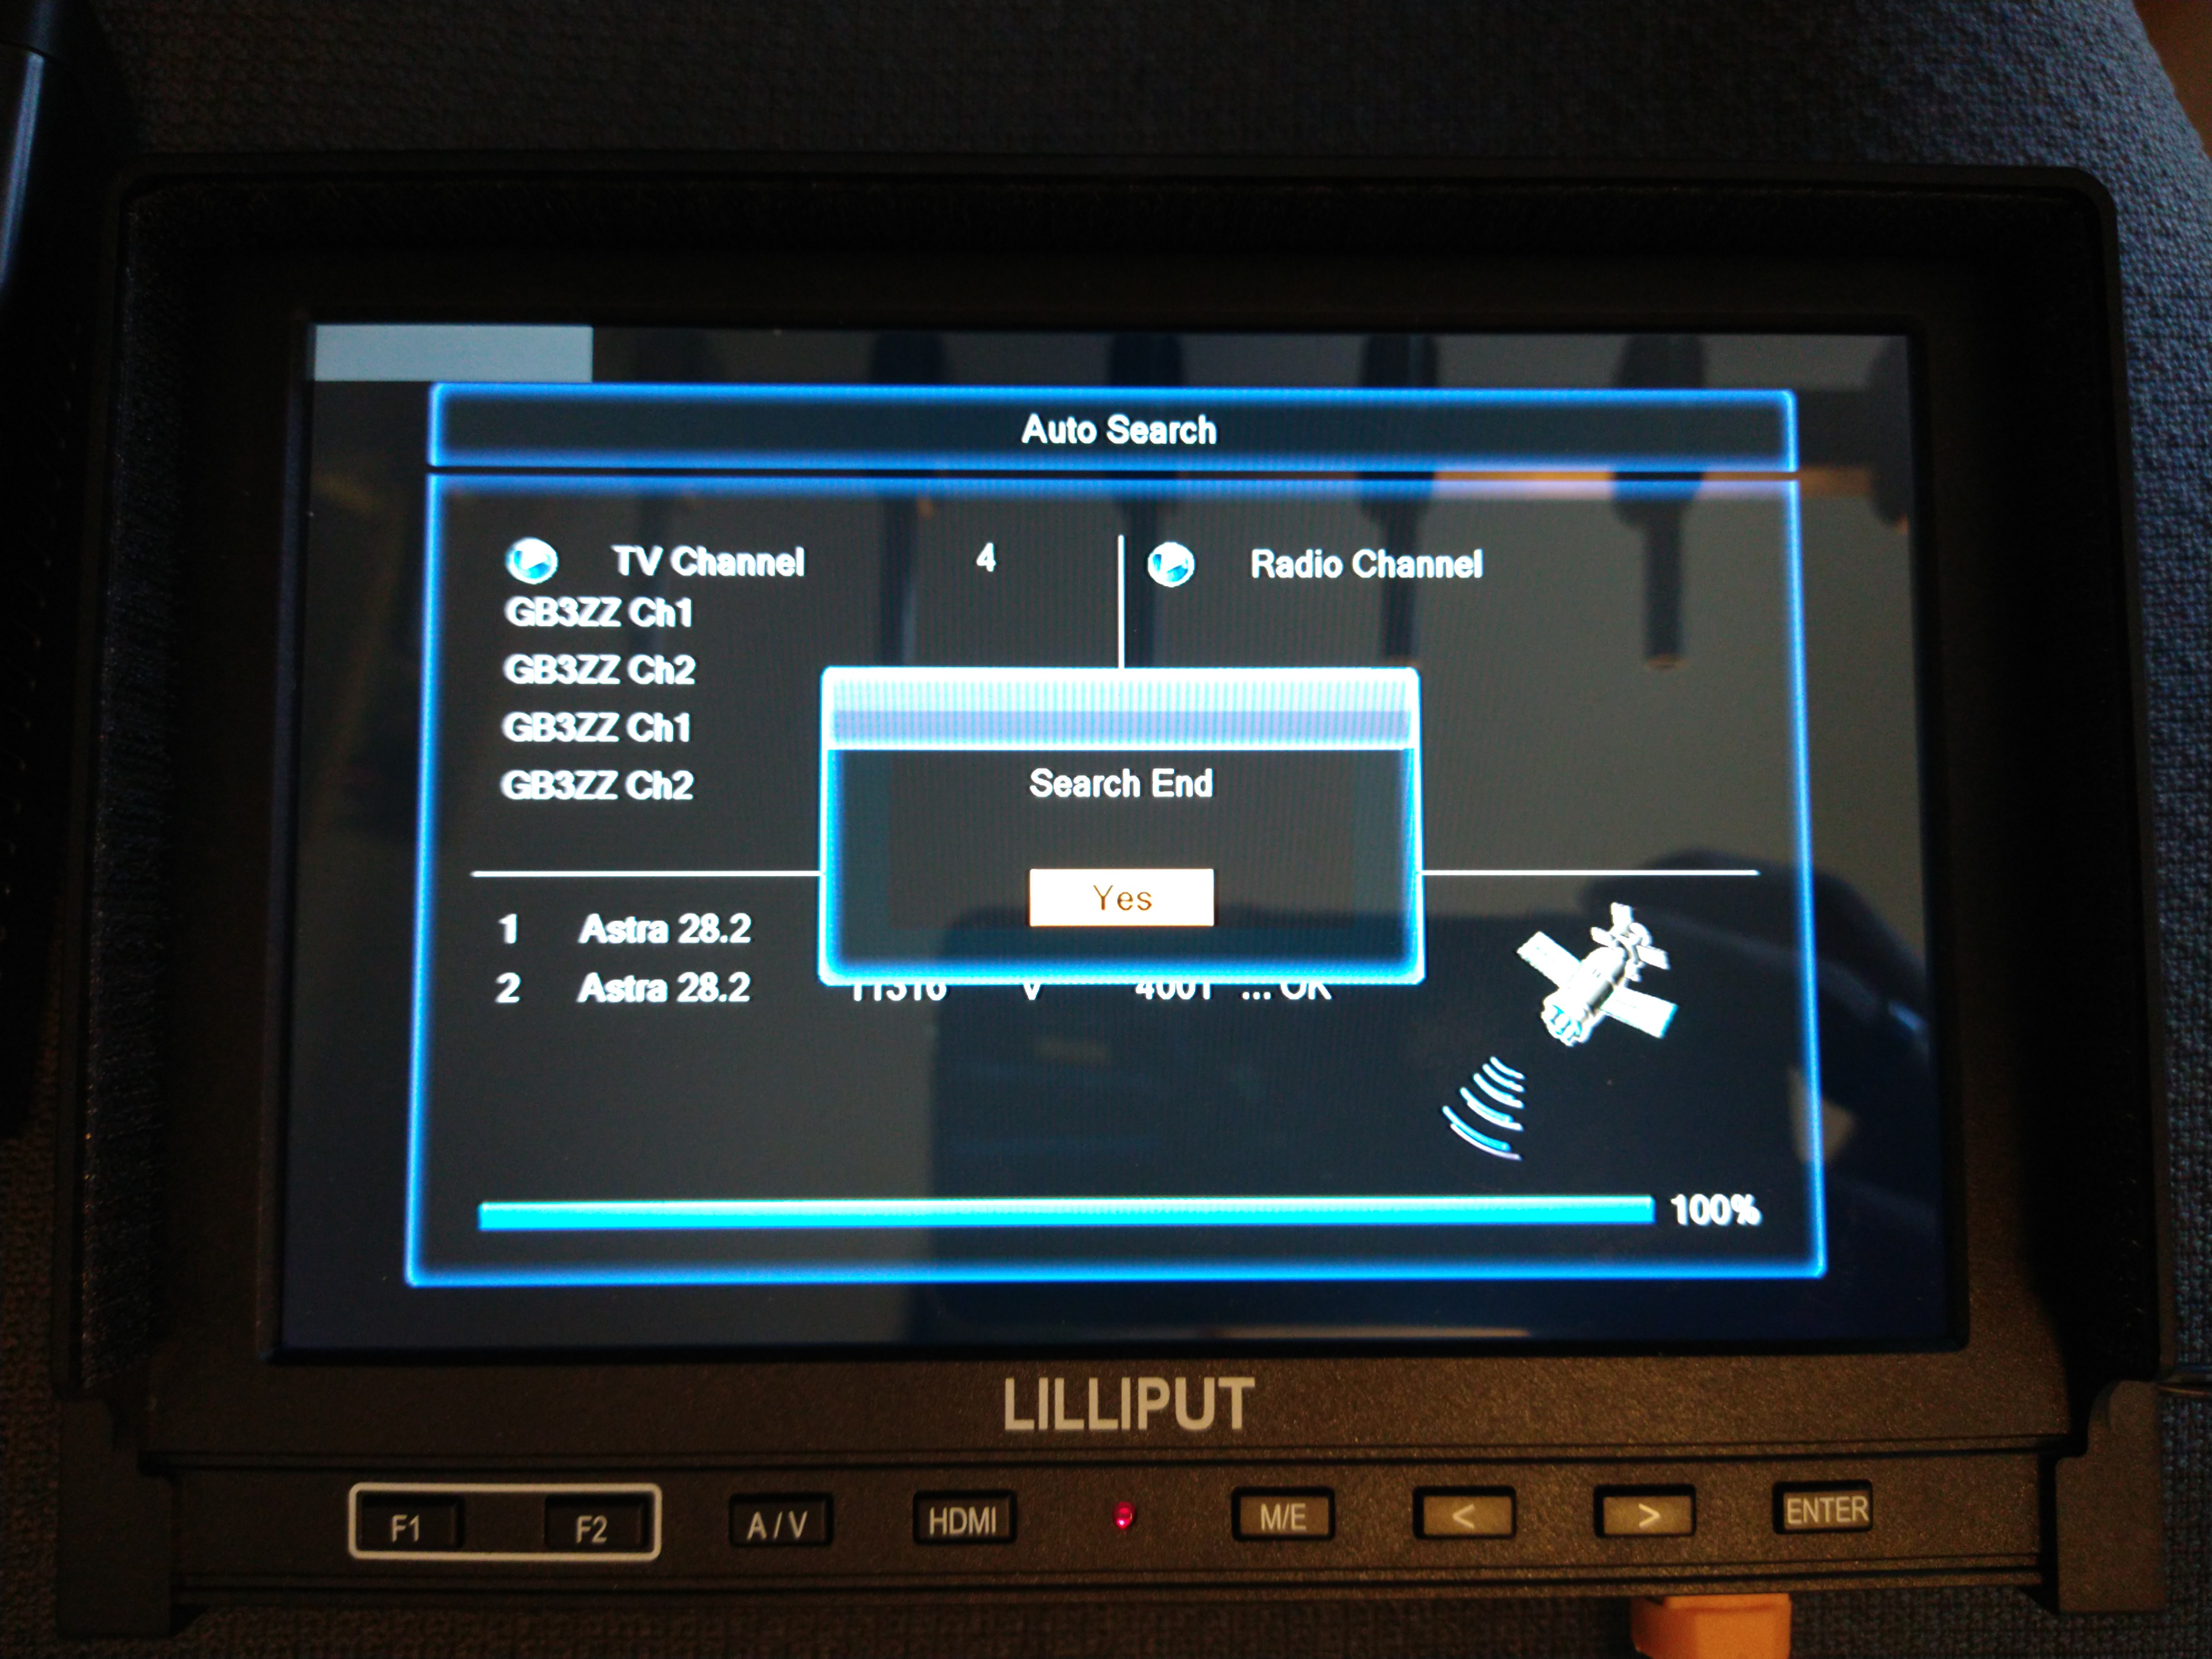 Auto Search
TV Channel 4 Radio Channel
GB3ZZ Ch1
GB3ZZ Ch2
GB3ZZ Ch1
GB3ZZ Ch2
Search End
Yes
1 Astra 28.2
2 Astra 28.2 11316 V 4001 ... OK
100%
LILLIPUT
F1 F2 A/V HDMI M/E < > ENTER